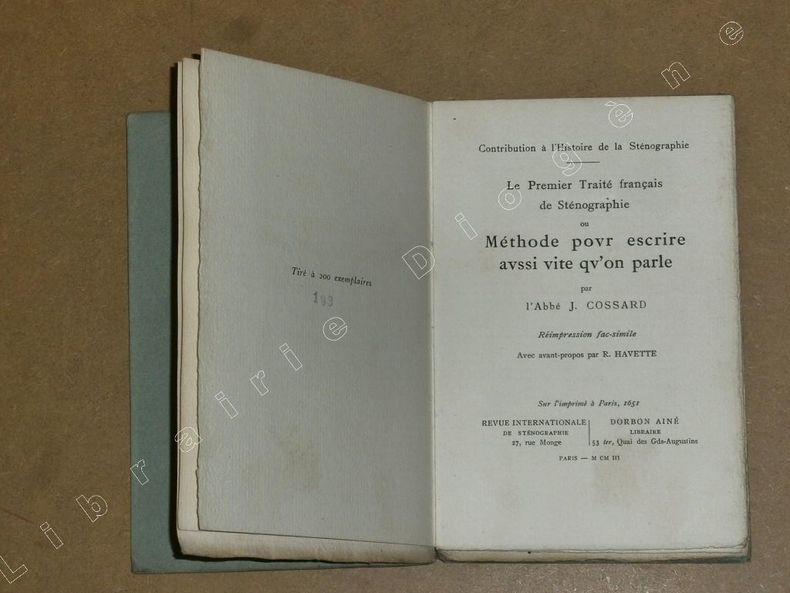 Tiré à 200 exemplaires
193
Contribution à l'Histoire de la Sténographie
Le Premier Traité français
de Sténographie
ou
Méthode povr escrire
avssi vite qv'on parle
par
l'Abbé J. COSSARD
Réimpression fac-simile
Avec avant-propos par R. HAVETTE
Sur l'imprimé à Paris, 1651
REVUE INTERNATIONALE
DE STÉNOGRAPHIE
27, rue Monge
DORBON AINÉ
LIBRAIRE
53 ter, Quai des Gds-Augustins
PARIS — M CM III
Librairie Diogène